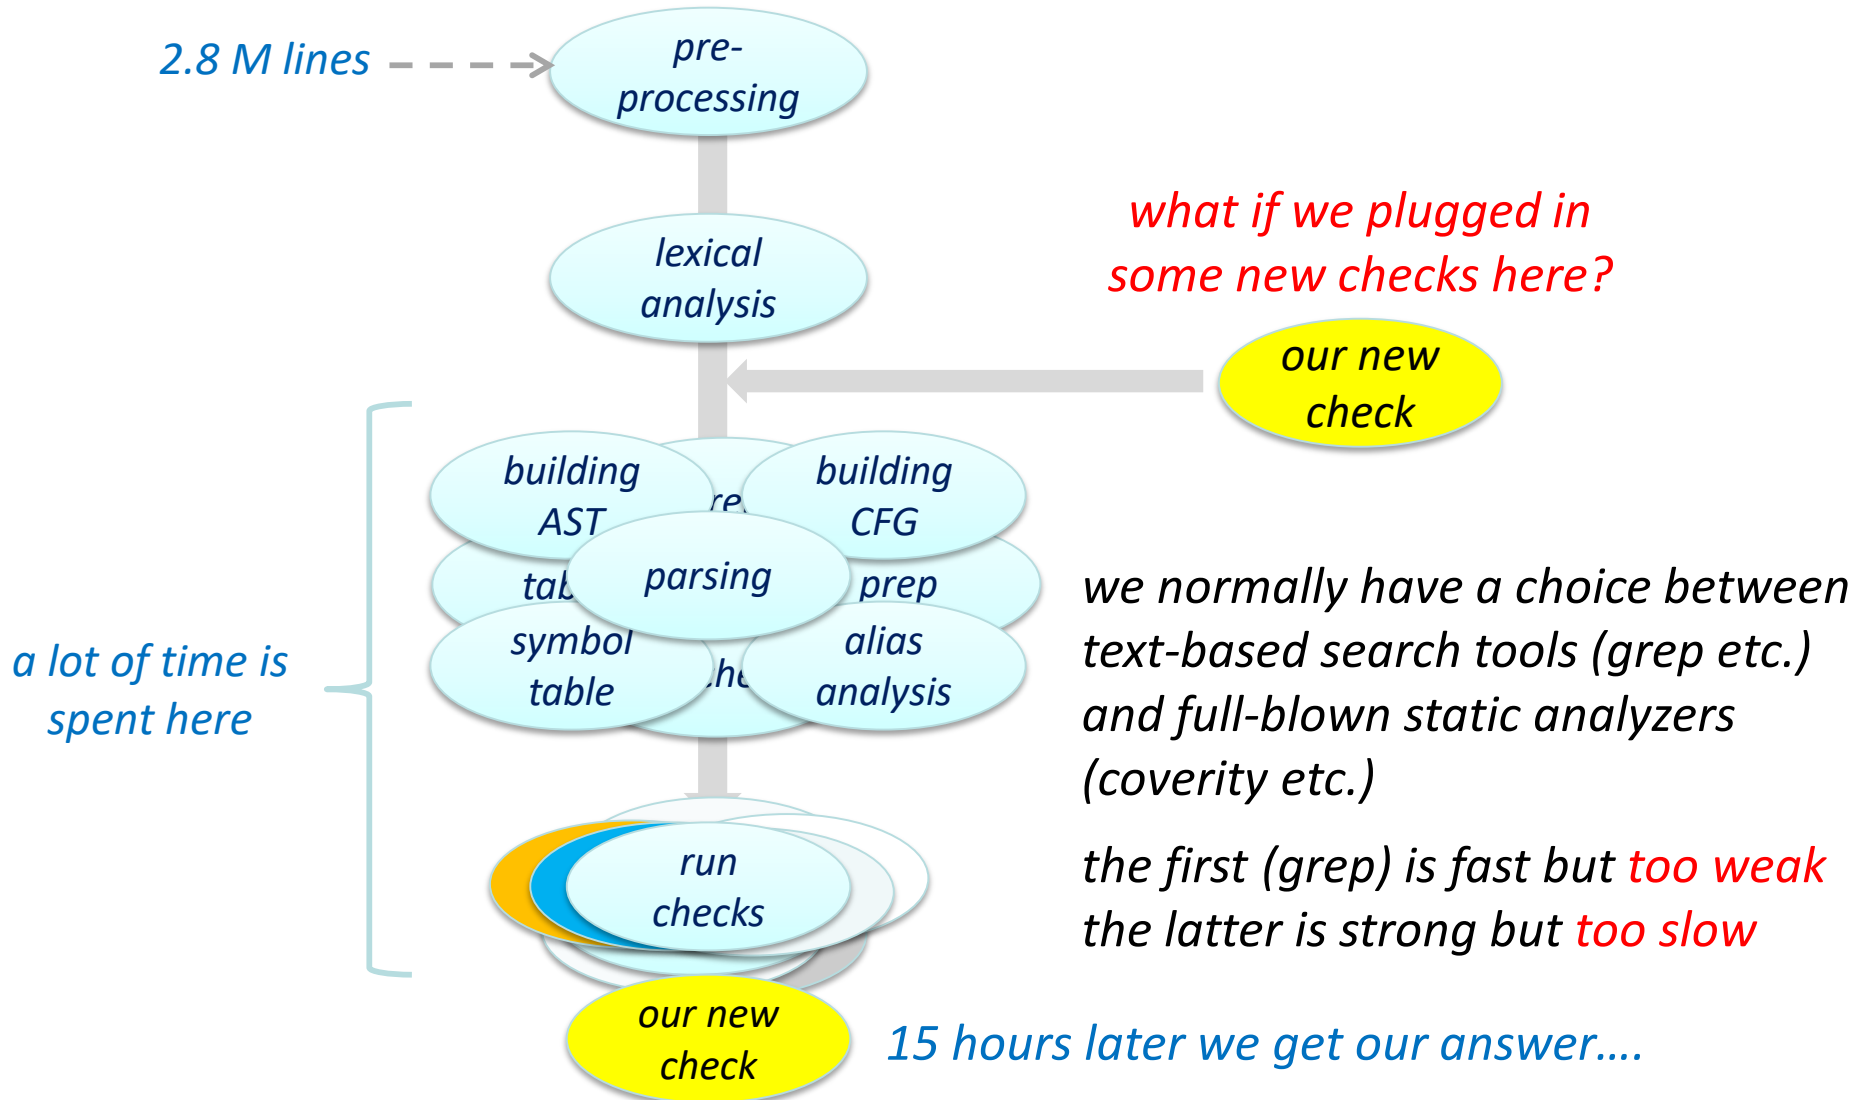 2.8 M lines
pre-
processing
lexical
analysis
what if we plugged in
some new checks here?
our new
check
building
AST
building
CFG
parsing
prep
symbol
table
alias
analysis
a lot of time is
spent here
we normally have a choice between
text-based search tools (grep etc.)
and full-blown static analyzers
(coverity etc.)
the first (grep) is fast but too weak
the latter is strong but too slow
run
checks
our new
check
15 hours later we get our answer....